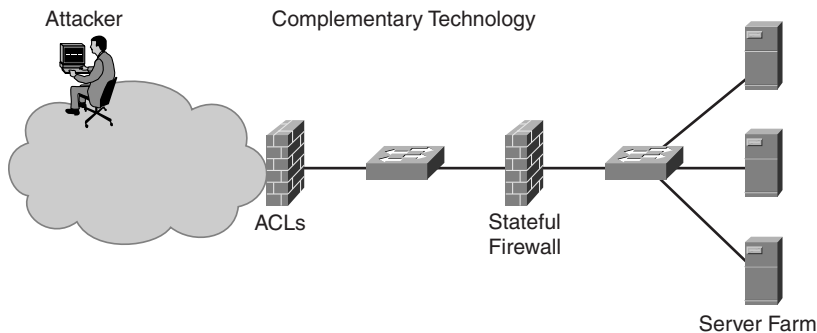 Attacker
Complementary Technology
ACLs
Stateful
Firewall
Server Farm